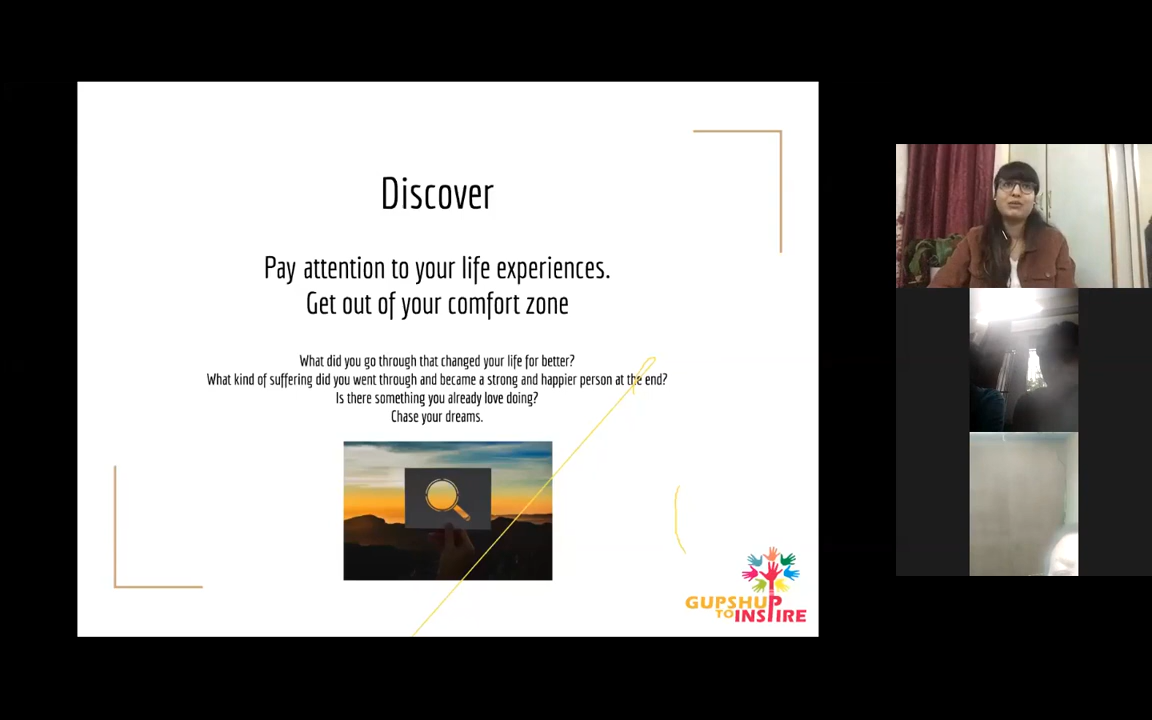 Discover
Pay attention to your life experiences.
Get out of your comfort zone
What did you go through that changed your life for better?
What kind of suffering did you went through and became a strong and happier person at the end?
Is there something you already love doing?
Chase your dreams.
GUPSHUP
TO INSPIRE